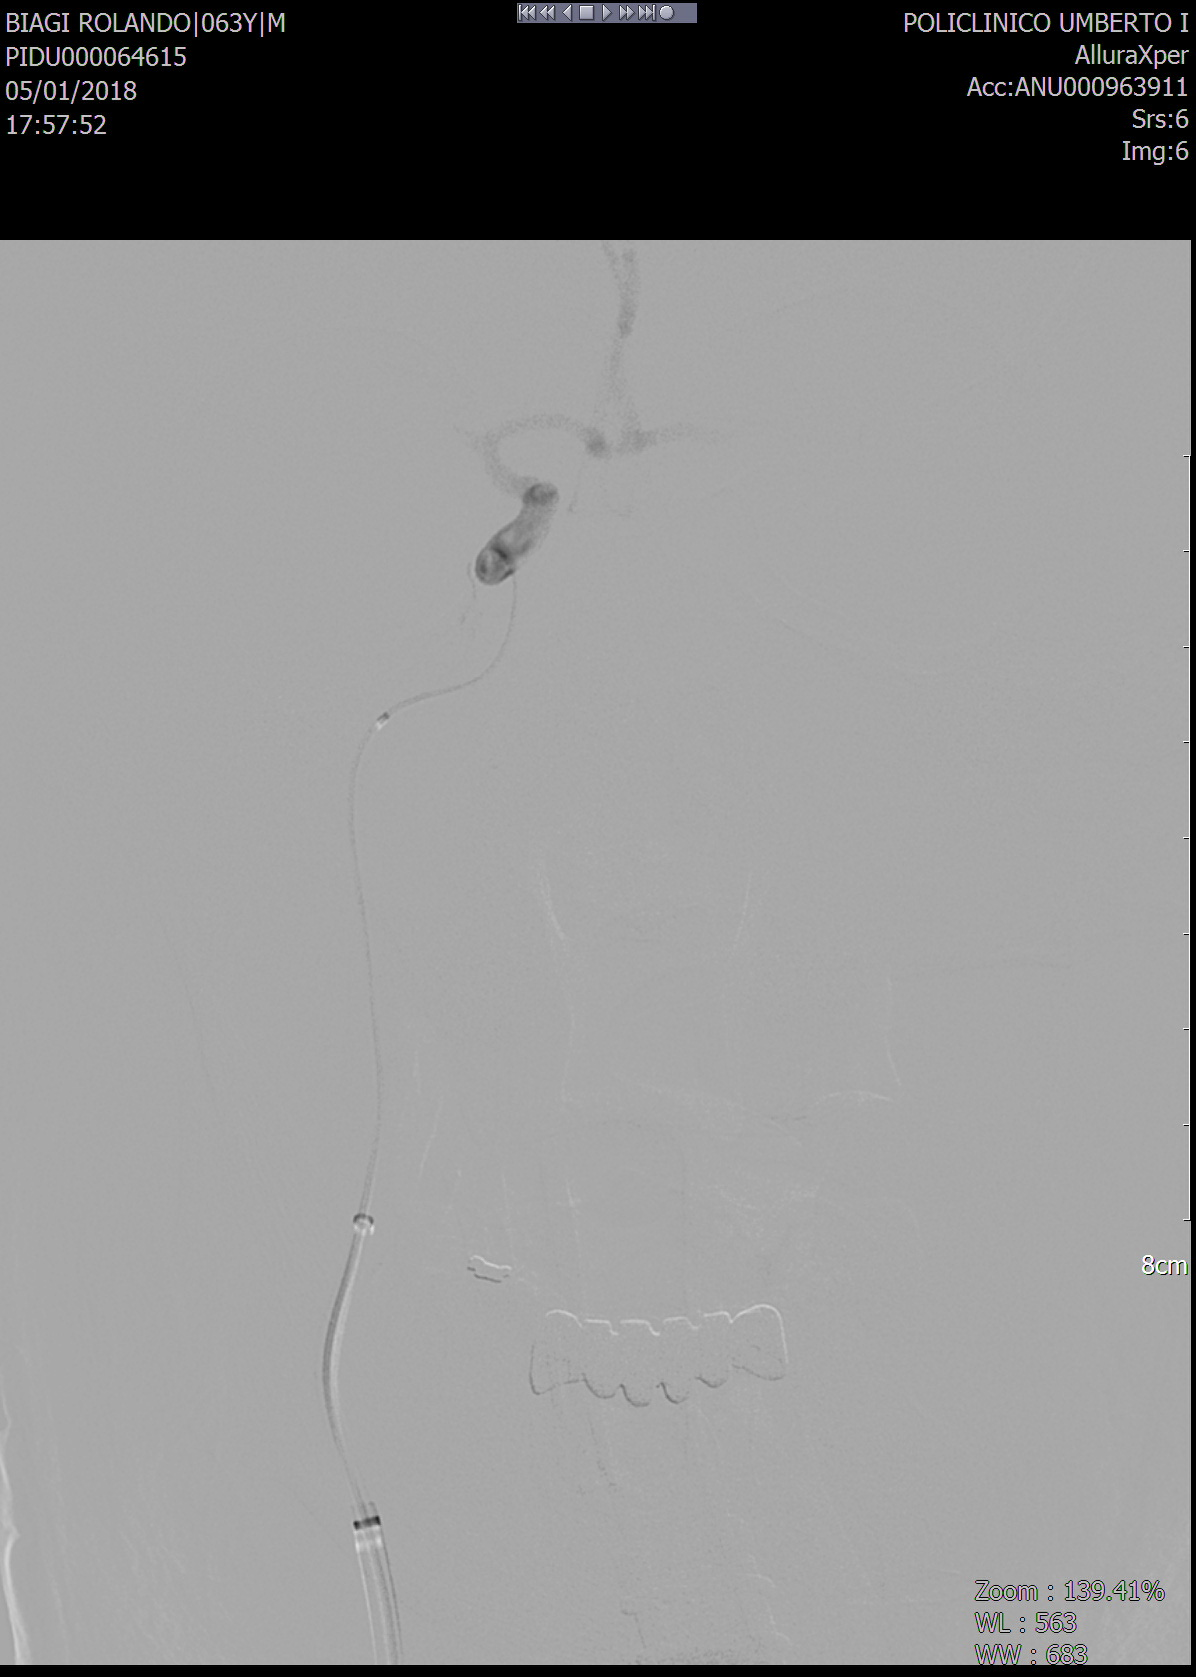 BIAGI ROLANDO|063Y|M
PIDU000064615
05/01/2018
17:57:52
POLICLINICO UMBERTO I
AlluraXper
Acc:ANU000963911
Srs:6
Img:6
8cm
Zoom : 139.41%
WL : 563
WW : 683